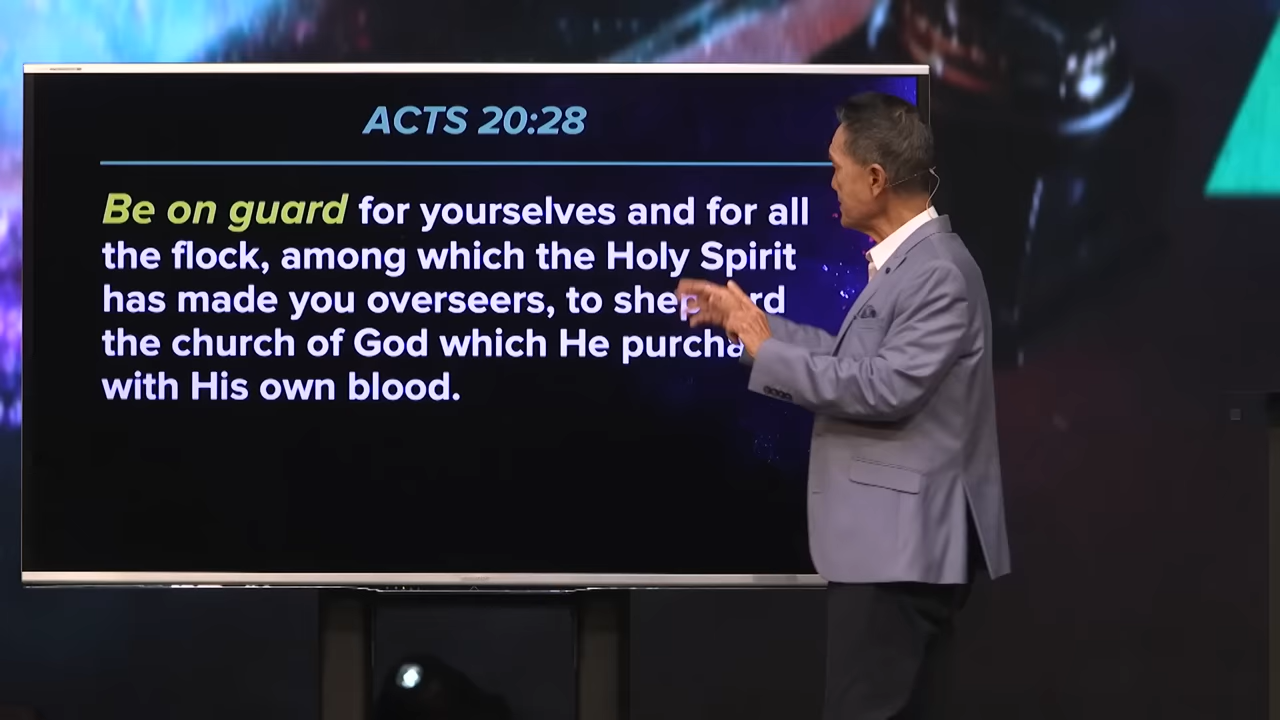 ACTS 20:28
Be on guard for yourselves and for all
the flock, among which the Holy Spirit
has made you overseers, to
the church of God which He
with His own blood.